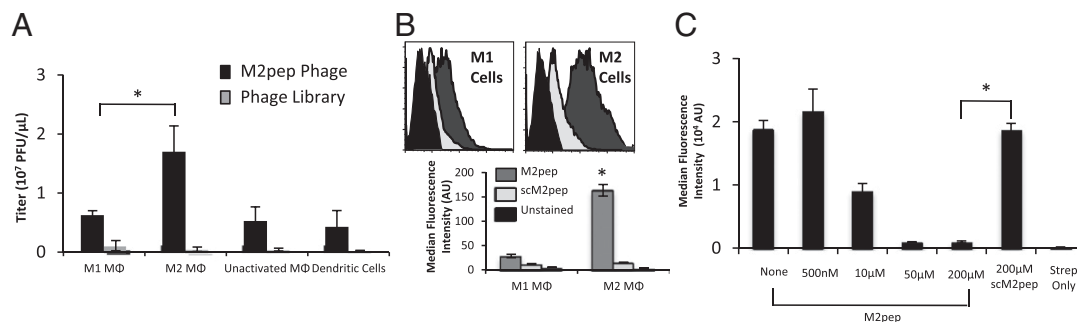 A
3
2
1
0
Titer (10⁷ PFU/µL)
*
M2pep Phage
Phage Library
M1 MΦ
M2 MΦ
Unactivated MΦ
Dendritic Cells
B
M1 Cells
M2 Cells
Median Fluorescence
Intensity (AU)
200
150
100
50
0
M2pep
scM2pep
Unstained
*
M1 MΦ
M2 MΦ
C
Median Fluorescence
Intensity (10⁴ AU)
3
2
1
0
*
None
500nM
10µM
50µM
200µM
200µM
scM2pep
Strep
Only
M2pep